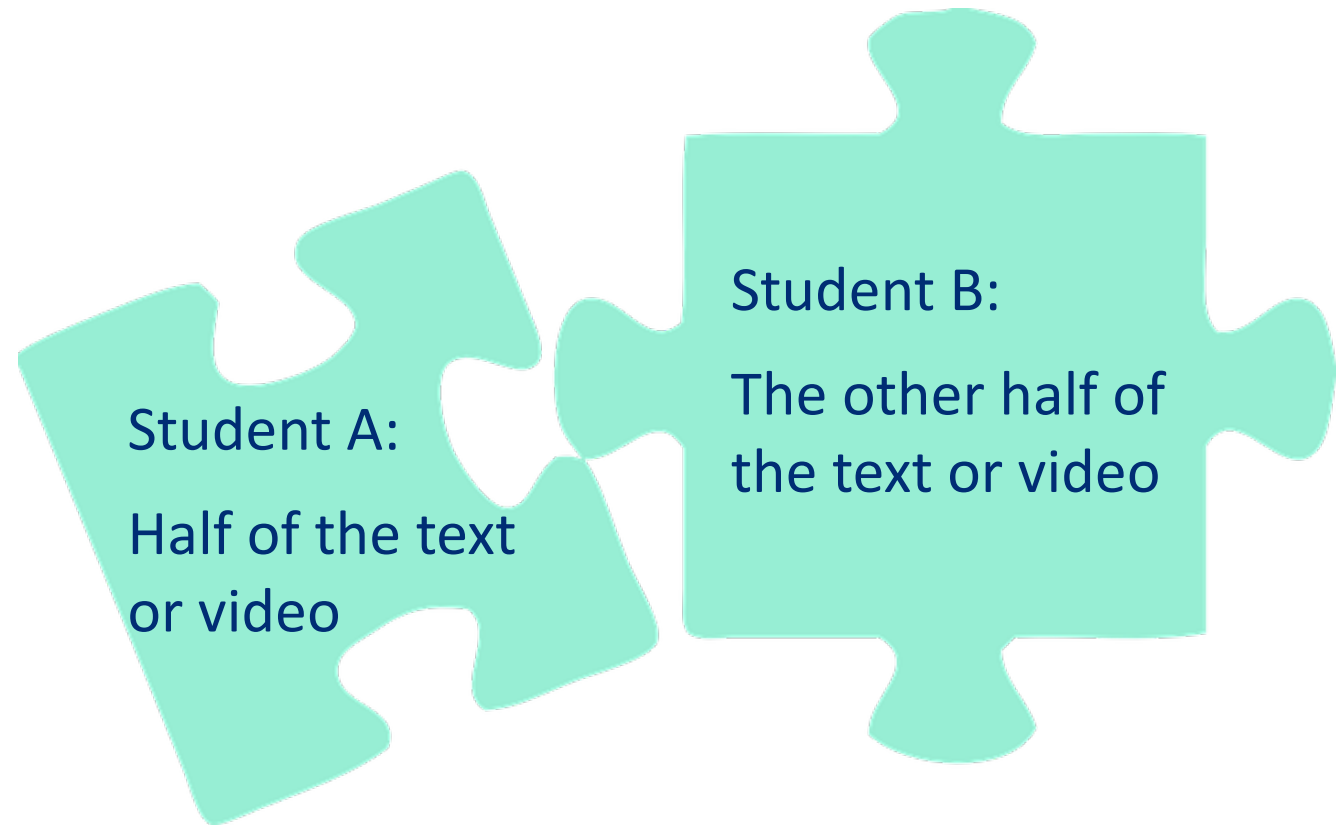 Student A:
Half of the text
or video
Student B:
The other half of
the text or video